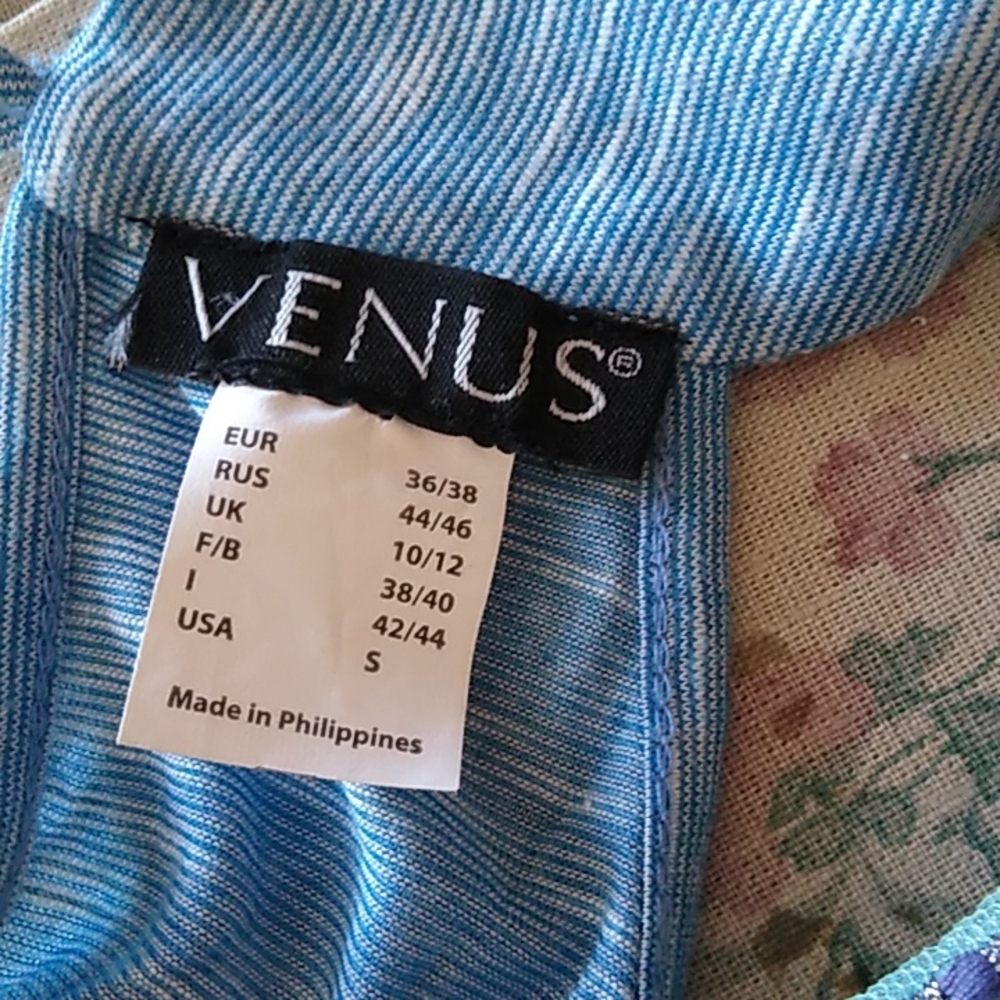 VENUS®
EUR 36/38
RUS 44/46
UK 10/12
F/B 38/40
I 42/44
USA S
Made in Philippines